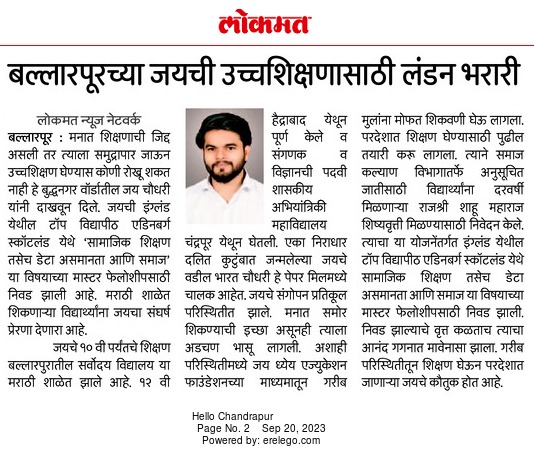 लोकमत
बल्लारपूरच्या जयची उच्चशिक्षणासाठी लंडन भरारी
लोकमत न्यूज नेटवर्क
बल्लारपूर : मनात शिक्षणाची जिद्द
असली तर त्याला समुद्रापार जाऊन
उच्चशिक्षण घेण्यास कोणी रोखू शकत
नाही हे बुद्धनगर वॉर्डातील जय चौधरी
यांनी दाखवून दिले. जयची इंग्लंड
येथील टॉप विद्यापीठ एडिनबर्ग
स्कॉटलंड येथे ‘सामाजिक शिक्षण
तसेच डेटा असमानता आणि समाज’
या विषयाच्या मास्टर फेलोशीपसाठी
निवड झाली आहे. मराठी शाळेत
शिकणाऱ्या विद्यार्थ्यांना जयचा संघर्ष
प्रेरणा देणारा आहे.
जयचे १० वी पर्यंतचे शिक्षण
बल्लारपुरातील सर्वोदय विद्यालय या
मराठी शाळेत झाले आहे. १२ वी
हैद्राबाद येथून
पूर्ण केले व
संगणक व
विज्ञानची पदवी
शासकीय
अभियांत्रिकी
महाविद्यालय
चंद्रपूर येथून घेतली. एका निराधार
दलित कुटुंबात जन्मलेल्या जयचे
वडील भारत चौधरी हे पेपर मिलमध्ये
चालक आहेत. जयचे संगोपन प्रतिकूल
परिस्थितीत झाले. मनात समोर
शिकण्याची इच्छा असूनही त्याला
अडचण भासू लागली. अशाही
परिस्थितीमध्ये जय ध्येय एज्युकेशन
फाउंडेशनच्या माध्यमातून गरीब
मुलांना मोफत शिकवणी घेऊ लागला.
परदेशात शिक्षण घेण्यासाठी पुढील
तयारी करू लागला. त्याने समाज
कल्याण विभागातर्फे अनुसूचित
जातीसाठी विद्यार्थ्यांना दरवर्षी
मिळणाऱ्या राजश्री शाहू महाराज
शिष्यवृत्ती मिळण्यासाठी निवेदन केले.
त्याचा या योजनेंतर्गत इंग्लंड येथील
टॉप विद्यापीठ एडिनबर्ग स्कॉटलंड येथे
सामाजिक शिक्षण तसेच डेटा
असमानता आणि समाज या विषयाच्या
मास्टर फेलोशीपसाठी निवड झाली.
निवड झाल्याचे वृत्त कळताच त्याचा
आनंद गगनात मावेनासा झाला. गरीब
परिस्थितीतून शिक्षण घेऊन परदेशात
जाणाऱ्या जयचे कौतुक होत आहे.
Hello Chandrapur
Page No. 2 Sep 20, 2023
Powered by: erelego.com